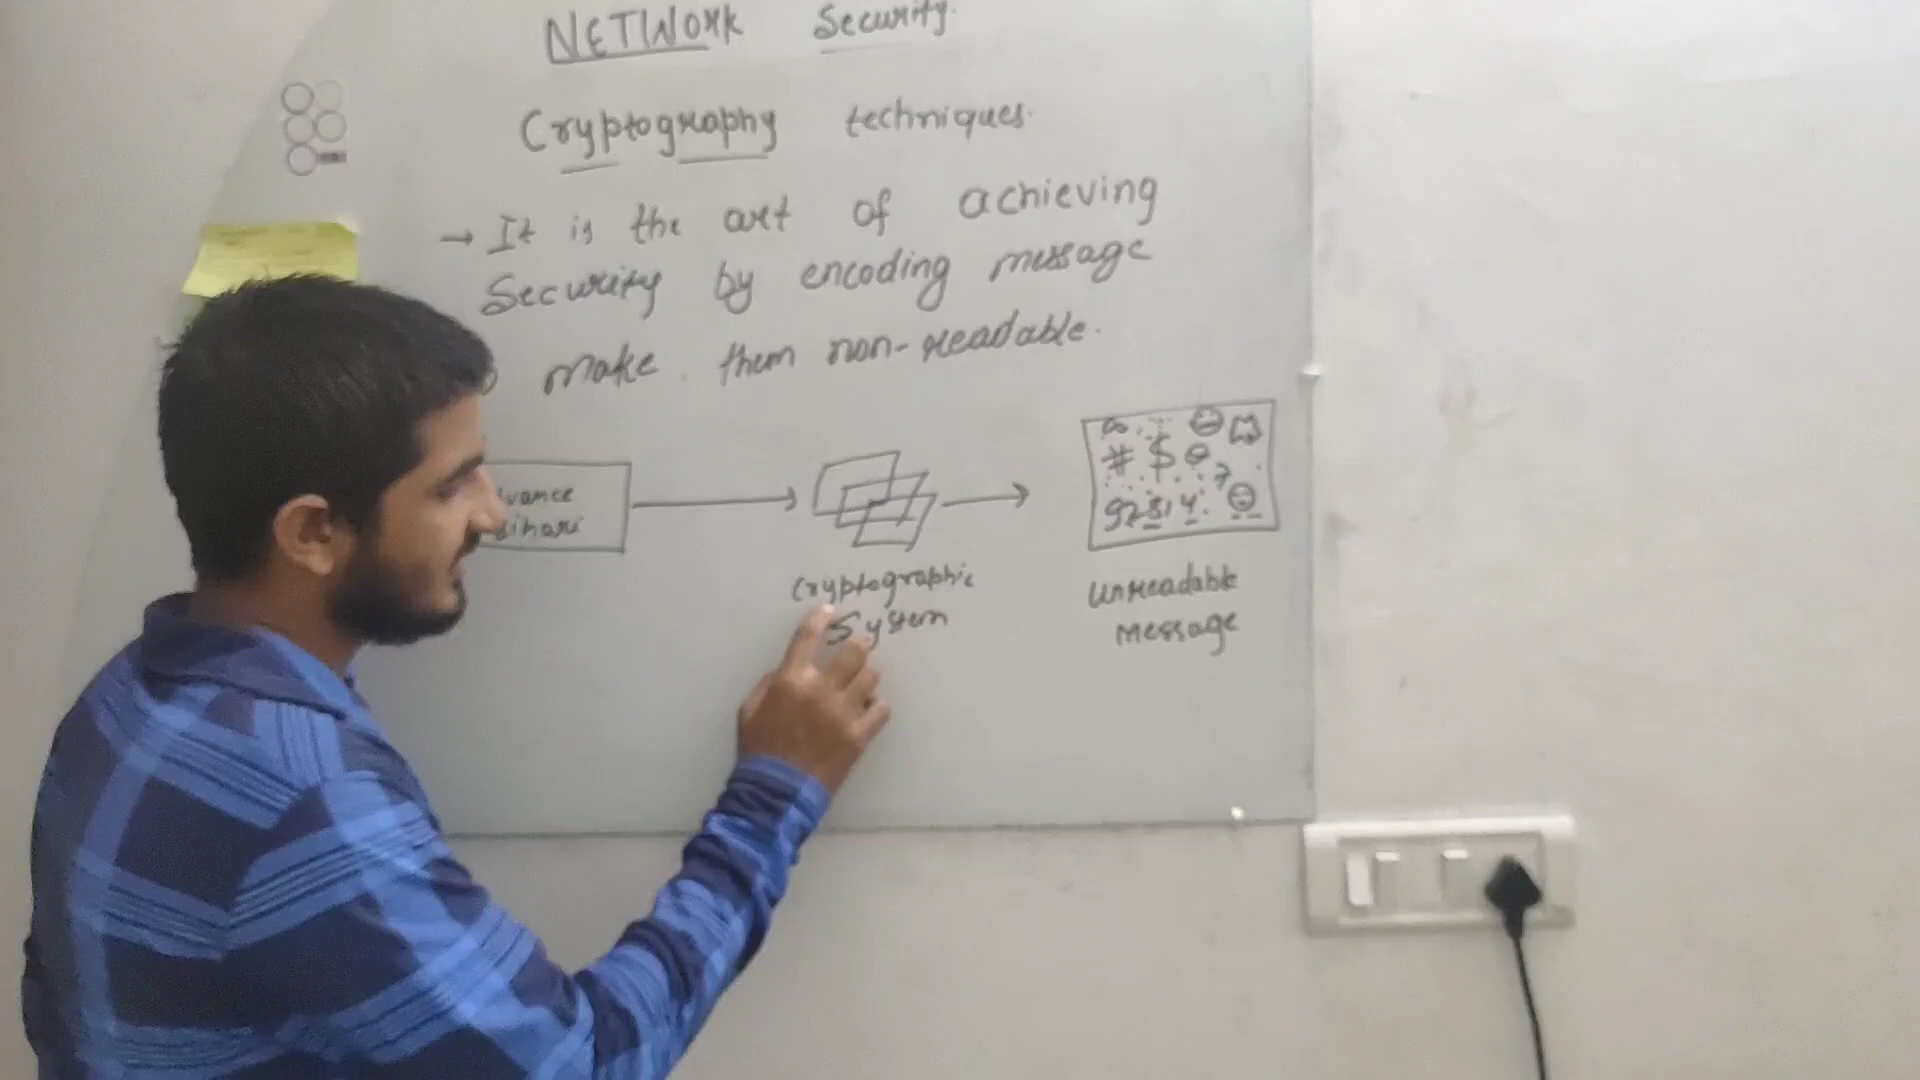 NETWORK Security.
Cryptography techniques.
→ It is the art of achieving
Security by encoding message
make them non-readable.
# $
Cryptographic
System
unreadable
message